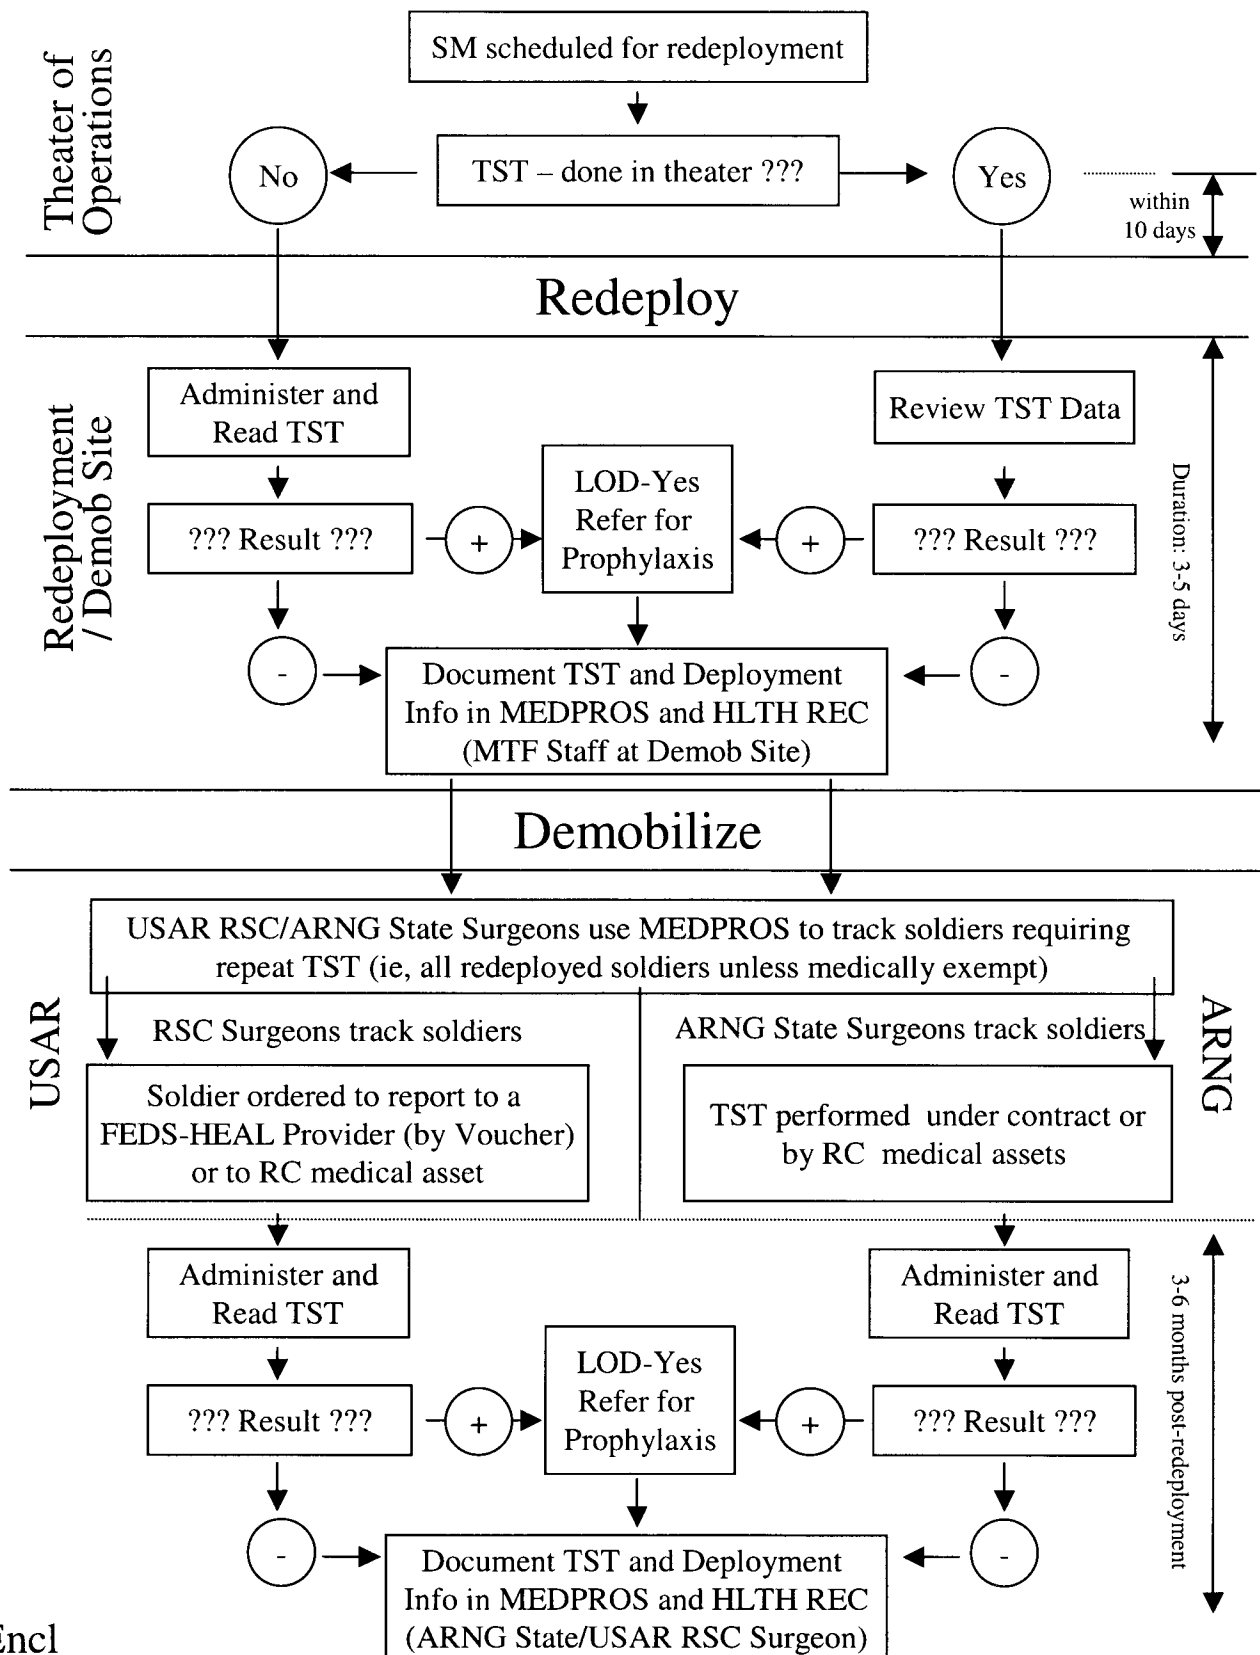 SM scheduled for redeployment
Theater of
Operations
No
TST – done in theater ???
Yes
within
10 days
Redeploy
Redeployment
/ Demob Site
Administer and
Read TST
Review TST Data
LOD-Yes
Refer for
Prophylaxis
??? Result ???
+
+
??? Result ???
Duration: 3-5 days
-
-
Document TST and Deployment
Info in MEDPROS and HLTH REC
(MTF Staff at Demob Site)
Demobilize
USAR RSC/ARNG State Surgeons use MEDPROS to track soldiers requiring
repeat TST (ie, all redeployed soldiers unless medically exempt)
USAR
RSC Surgeons track soldiers
ARNG State Surgeons track soldiers
ARNG
Soldier ordered to report to a
FEDS-HEAL Provider (by Voucher)
or to RC medical asset
TST performed under contract or
by RC medical assets
Administer and
Read TST
Administer and
Read TST
LOD-Yes
Refer for
Prophylaxis
??? Result ???
+
+
??? Result ???
3-6 months post-redeployment
-
-
Document TST and Deployment
Info in MEDPROS and HLTH REC
(ARNG State/USAR RSC Surgeon)
Encl